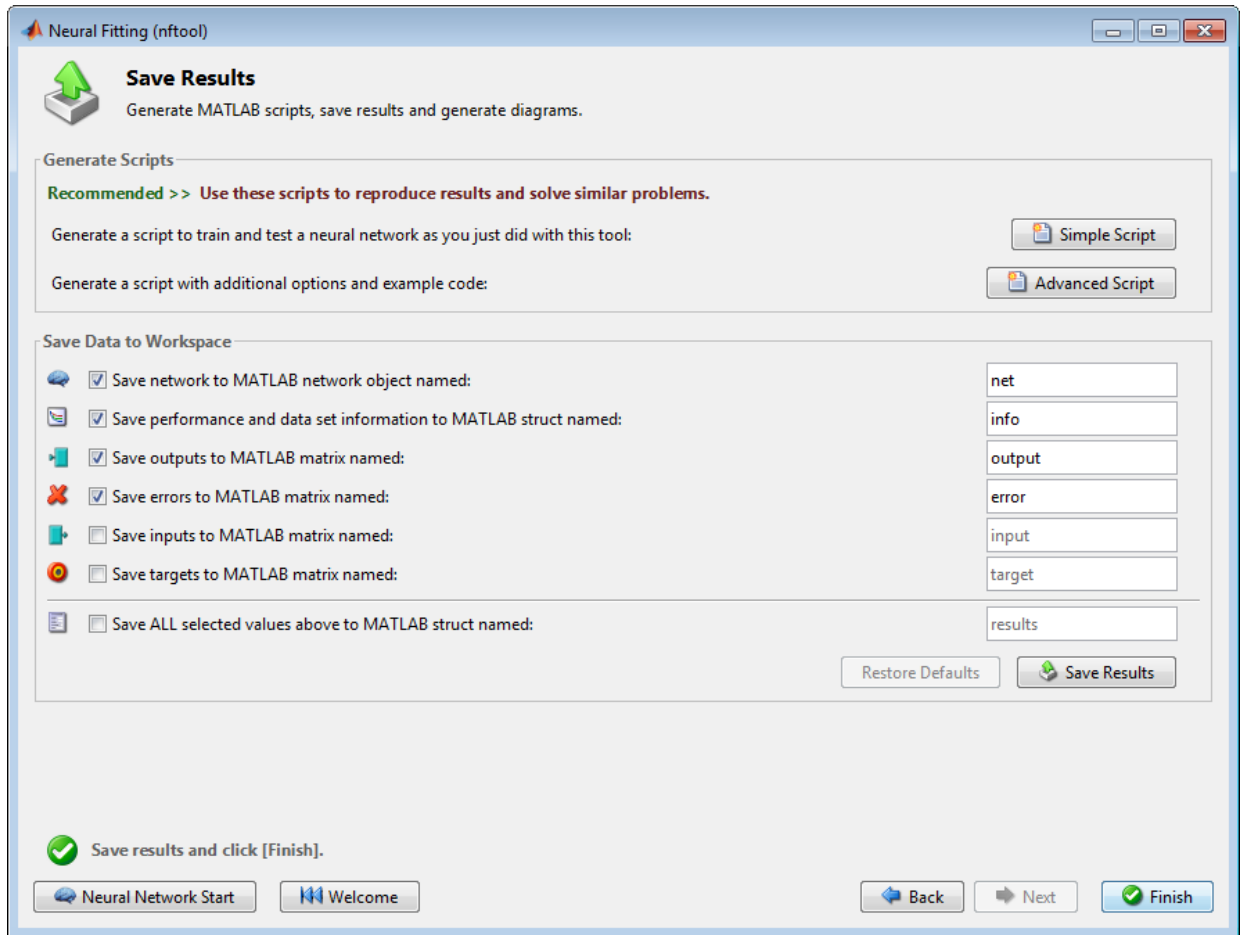 Neural Fitting (nftool)
Save Results
Generate MATLAB scripts, save results and generate diagrams.
Generate Scripts
Recommended >> Use these scripts to reproduce results and solve similar problems.
Generate a script to train and test a neural network as you just did with this tool:
Simple Script
Generate a script with additional options and example code:
Advanced Script
Save Data to Workspace
Save network to MATLAB network object named:
net
Save performance and data set information to MATLAB struct named:
info
Save outputs to MATLAB matrix named:
output
Save errors to MATLAB matrix named:
error
Save inputs to MATLAB matrix named:
input
Save targets to MATLAB matrix named:
target
Save ALL selected values above to MATLAB struct named:
results
Restore Defaults
Save Results
Save results and click [Finish].
Neural Network Start
Welcome
Back
Next
Finish